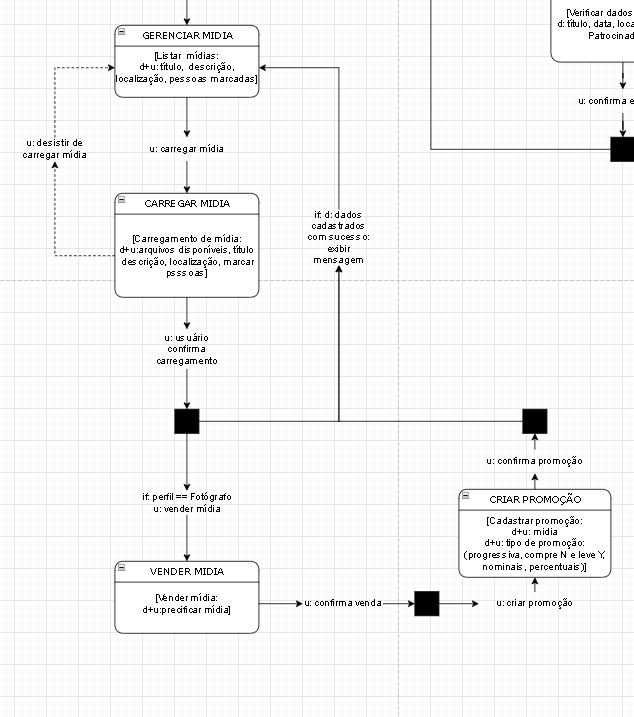 GERENCIAR MIDIA
[Listar mídias:
d+u: título, descrição,
localização, pessoas marcadas]
[Verificar dados
d: título, data, loca
Patrocinad
u: confirma e
u: desistir de
carregar mídia
u: carregar mídia
CARREGAR MIDIA
[Carregamento de mídia:
d+u:arquivos disponíveis, título
descrição, localização, marcar
psssoas]
if: d: dados
cadastrados
com sucesso:
exibir
mensagem
u: usuário
confirma
carregamento
u: confirma promoção
if: perfil == Fotógrafo
u: vender mídia
CRIAR PROMOÇÃO
[Cadastrar promoção:
d+u: midia
d+u: tipo de promoção:
(progressiva, compre N e leve Y,
nominais, percentuais)]
VENDER MIDIA
[Vender mídia:
d+u:precificar mídia]
u: confirma venda
u: criar promoção